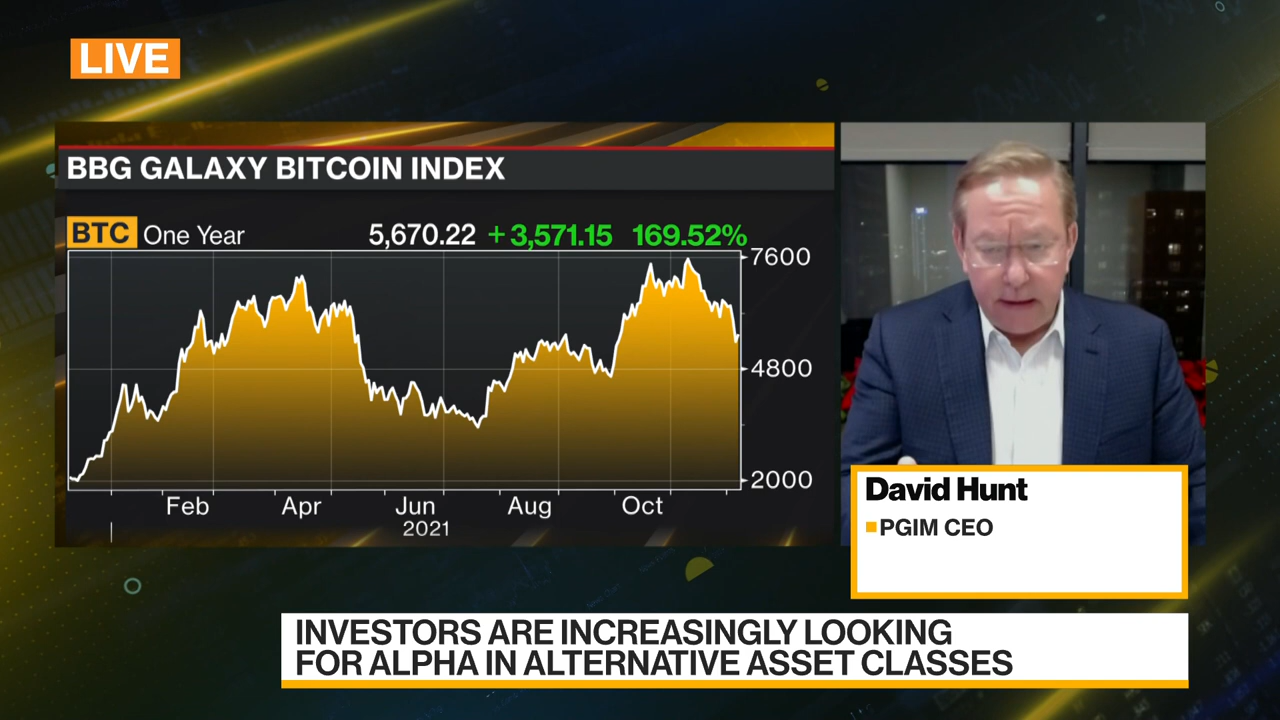 LIVE
BBG GALAXY BITCOIN INDEX
BTC One Year 5,670.22 +3,571.15 169.52%
7600
4800
2000
Feb Apr Jun Aug Oct
2021
David Hunt
PGIM CEO
INVESTORS ARE INCREASINGLY LOOKING
FOR ALPHA IN ALTERNATIVE ASSET CLASSES